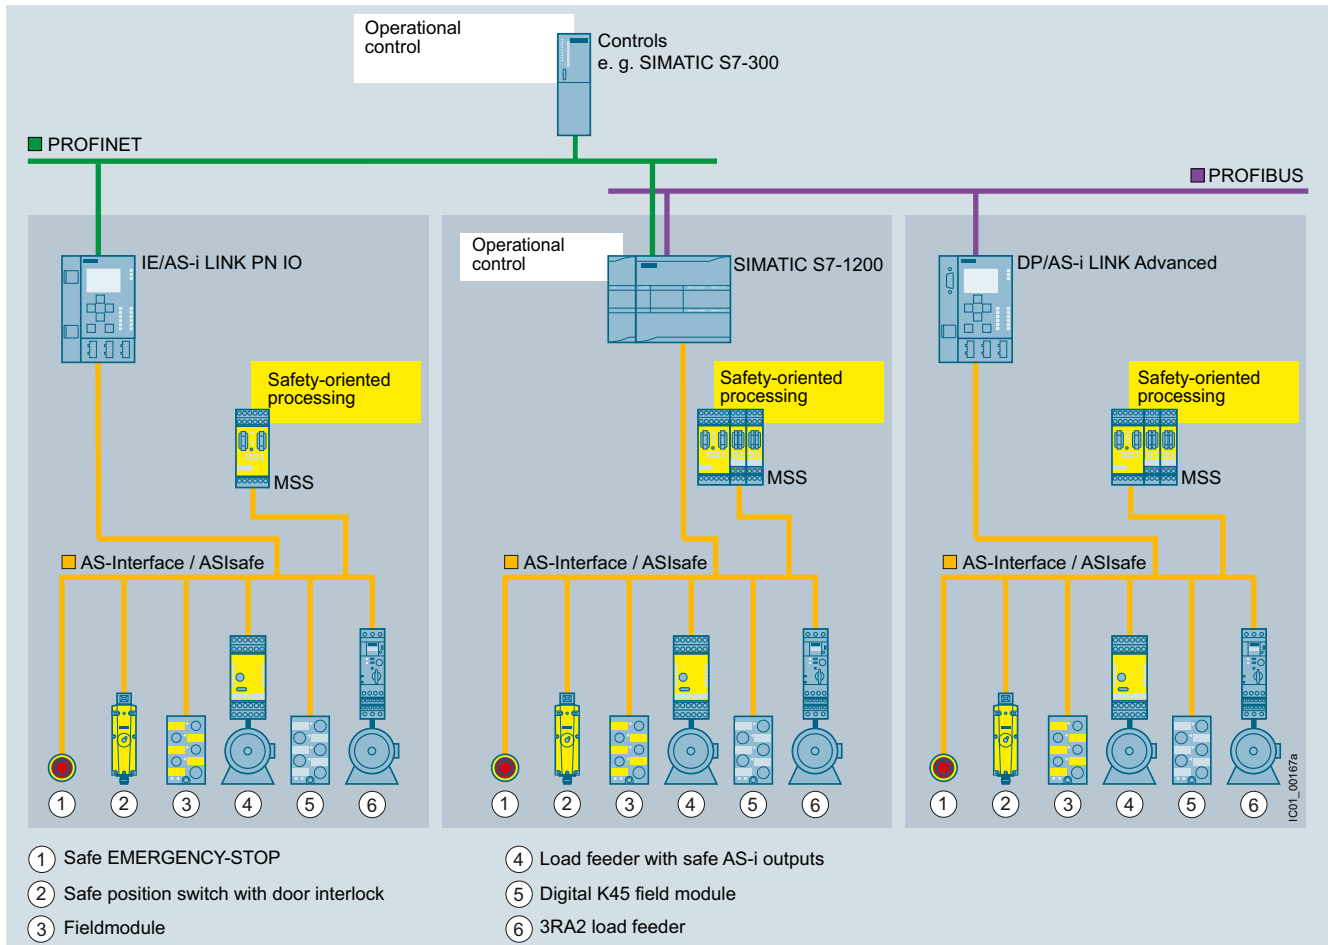 Operational
control
Controls
e. g. SIMATIC S7-300
PROFINET
PROFIBUS
IE/AS-i LINK PN IO
Operational
control
SIMATIC S7-1200
DP/AS-i LINK Advanced
Safety-oriented
processing
MSS
Safety-oriented
processing
MSS
Safety-oriented
processing
MSS
AS-Interface / ASIsafe
AS-Interface / ASIsafe
AS-Interface / ASIsafe
1 2 3 4 5 6
1 2 3 4 5 6
1 2 3 4 5 6
IC01_00167a
1 Safe EMERGENCY-STOP
2 Safe position switch with door interlock
3 Fieldmodule
4 Load feeder with safe AS-i outputs
5 Digital K45 field module
6 3RA2 load feeder